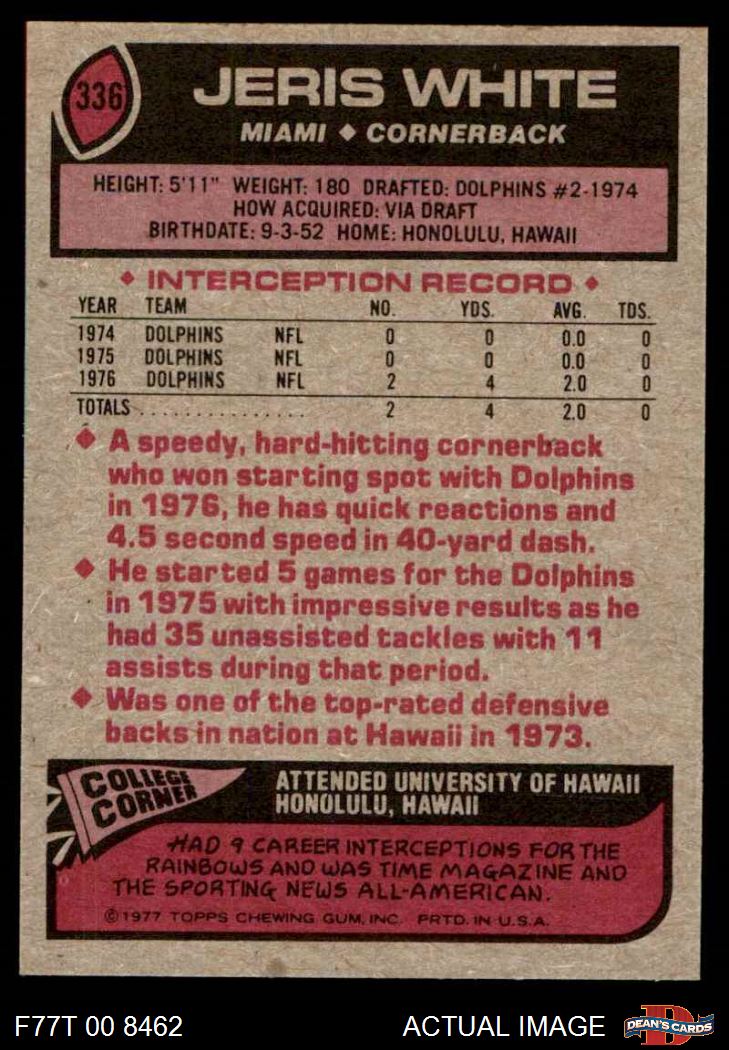 336
JERIS WHITE
MIAMI ♦ CORNERBACK
HEIGHT: 5'11" WEIGHT: 180 DRAFTED: DOLPHINS #2-1974
HOW ACQUIRED: VIA DRAFT
BIRTHDATE: 9-3-52 HOME: HONOLULU, HAWAII
♦ INTERCEPTION RECORD ♦
YEAR TEAM NO. YDS. AVG. TDS.
1974 DOLPHINS NFL 0 0 0.0 0
1975 DOLPHINS NFL 0 0 0.0 0
1976 DOLPHINS NFL 2 4 2.0 0
TOTALS . . . . . . . . . . . . . . . 2 4 2.0 0
♦ A speedy, hard-hitting cornerback
who won starting spot with Dolphins
in 1976, he has quick reactions and
4.5 second speed in 40-yard dash.
♦ He started 5 games for the Dolphins
in 1975 with impressive results as he
had 35 unassisted tackles with 11
assists during that period.
♦ Was one of the top-rated defensive
backs in nation at Hawaii in 1973.
COLLEGE
CORNER
ATTENDED UNIVERSITY OF HAWAII
HONOLULU, HAWAII
HAD 9 CAREER INTERCEPTIONS FOR THE
RAINBOWS AND WAS TIME MAGAZINE AND
THE SPORTING NEWS ALL-AMERICAN.
©1977 TOPPS CHEWING GUM, INC. PRTD. IN U.S.A.
F77T 00 8462
ACTUAL IMAGE
D
DEAN'S CARDS